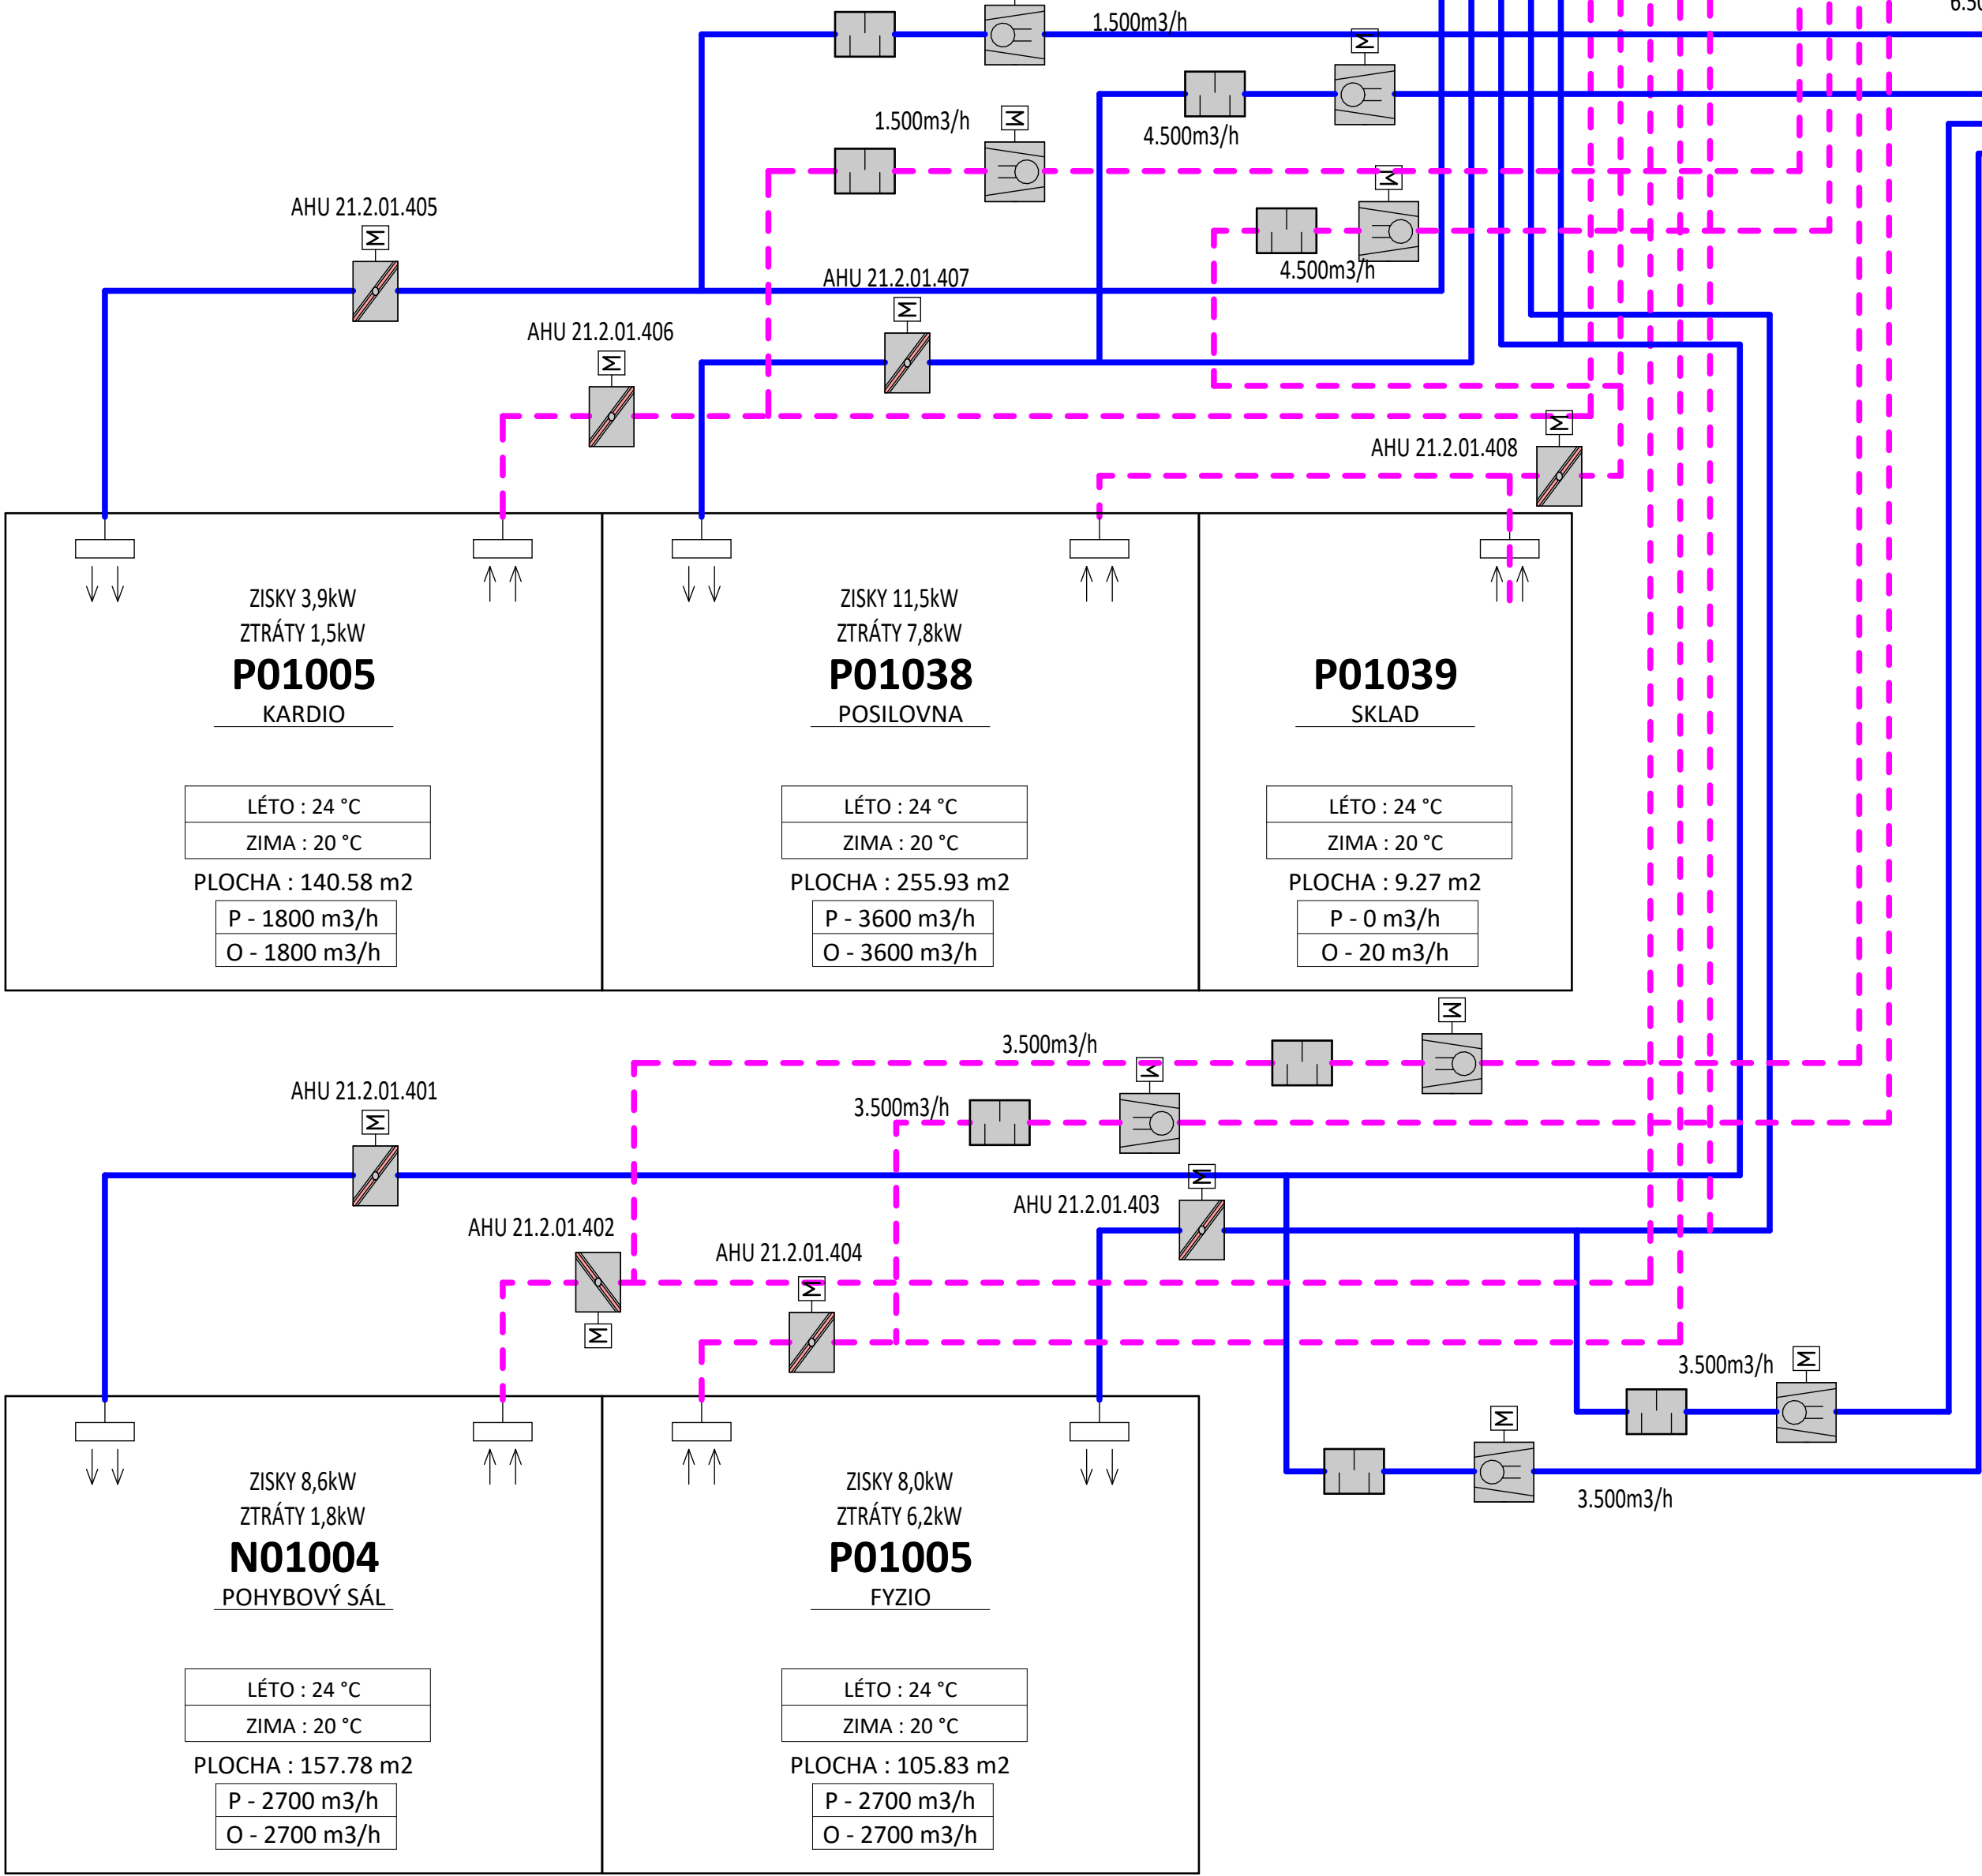 6.50
1.500m3/h
M
1.500m3/h
M
4.500m3/h
M
4.500m3/h
AHU 21.2.01.405
M
AHU 21.2.01.407
M
AHU 21.2.01.406
M
AHU 21.2.01.408
M
ZISKY 3,9kW
ZTRÁTY 1,5kW
P01005
KARDIO
LÉTO : 24 °C
ZIMA : 20 °C
PLOCHA : 140.58 m2
P - 1800 m3/h
O - 1800 m3/h
ZISKY 11,5kW
ZTRÁTY 7,8kW
P01038
POSILOVNA
LÉTO : 24 °C
ZIMA : 20 °C
PLOCHA : 255.93 m2
P - 3600 m3/h
O - 3600 m3/h
P01039
SKLAD
LÉTO : 24 °C
ZIMA : 20 °C
PLOCHA : 9.27 m2
P - 0 m3/h
O - 20 m3/h
M
3.500m3/h
M
3.500m3/h
AHU 21.2.01.401
M
M
AHU 21.2.01.403
AHU 21.2.01.402
M
AHU 21.2.01.404
M
3.500m3/h
M
M
3.500m3/h
ZISKY 8,6kW
ZTRÁTY 1,8kW
N01004
POHYBOVÝ SÁL
LÉTO : 24 °C
ZIMA : 20 °C
PLOCHA : 157.78 m2
P - 2700 m3/h
O - 2700 m3/h
ZISKY 8,0kW
ZTRÁTY 6,2kW
P01005
FYZIO
LÉTO : 24 °C
ZIMA : 20 °C
PLOCHA : 105.83 m2
P - 2700 m3/h
O - 2700 m3/h